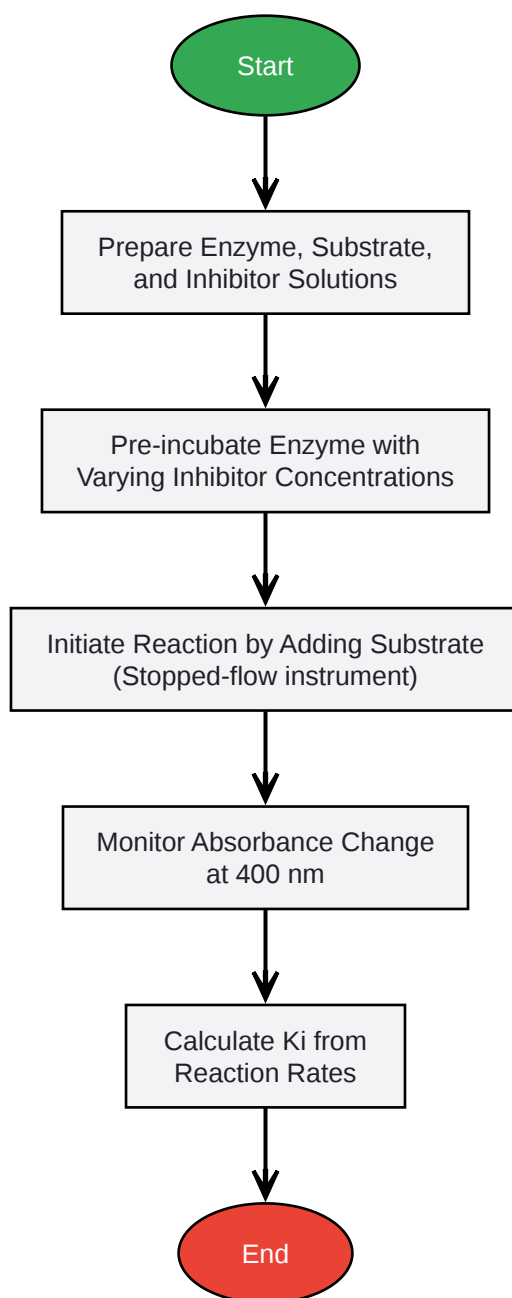 Start
Prepare Enzyme, Substrate,
and Inhibitor Solutions
Pre-incubate Enzyme with
Varying Inhibitor Concentrations
Initiate Reaction by Adding Substrate
(Stopped-flow instrument)
Monitor Absorbance Change
at 400 nm
Calculate Ki from
Reaction Rates
End